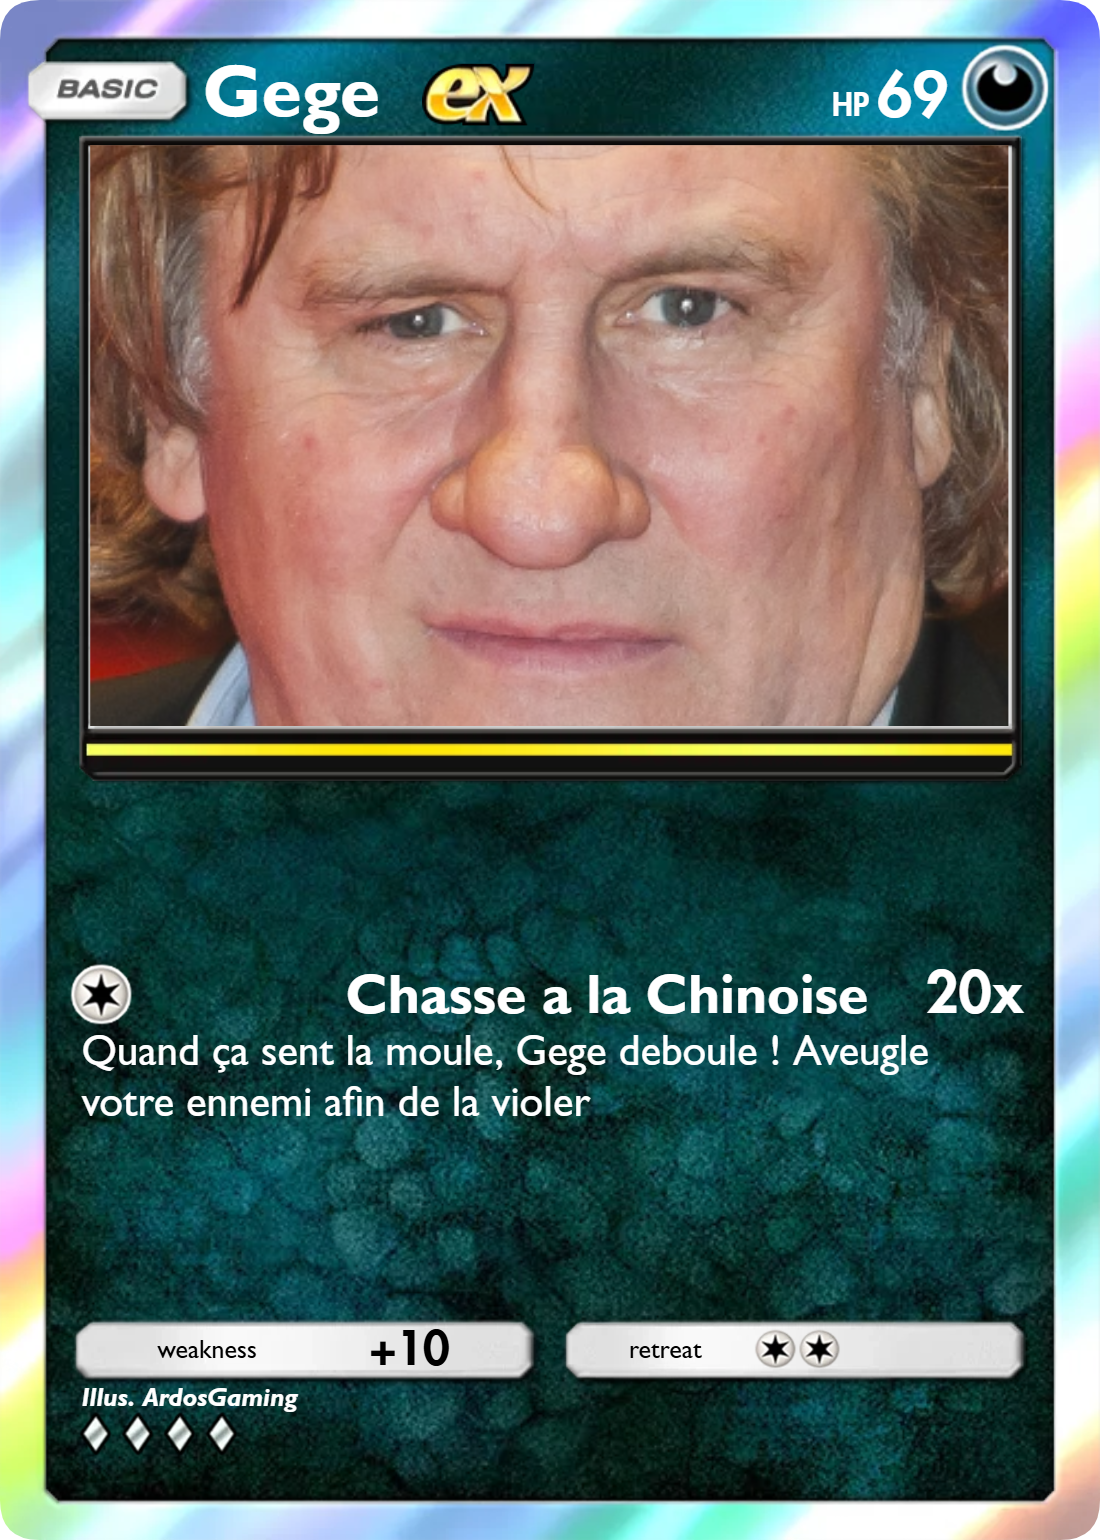 BASIC Gege ex HP 69
Chasse a la Chinoise 20x
Quand ça sent la moule, Gege deboule ! Aveugle
votre ennemi afin de la violer
weakness +10 retreat
Illus. ArdosGaming